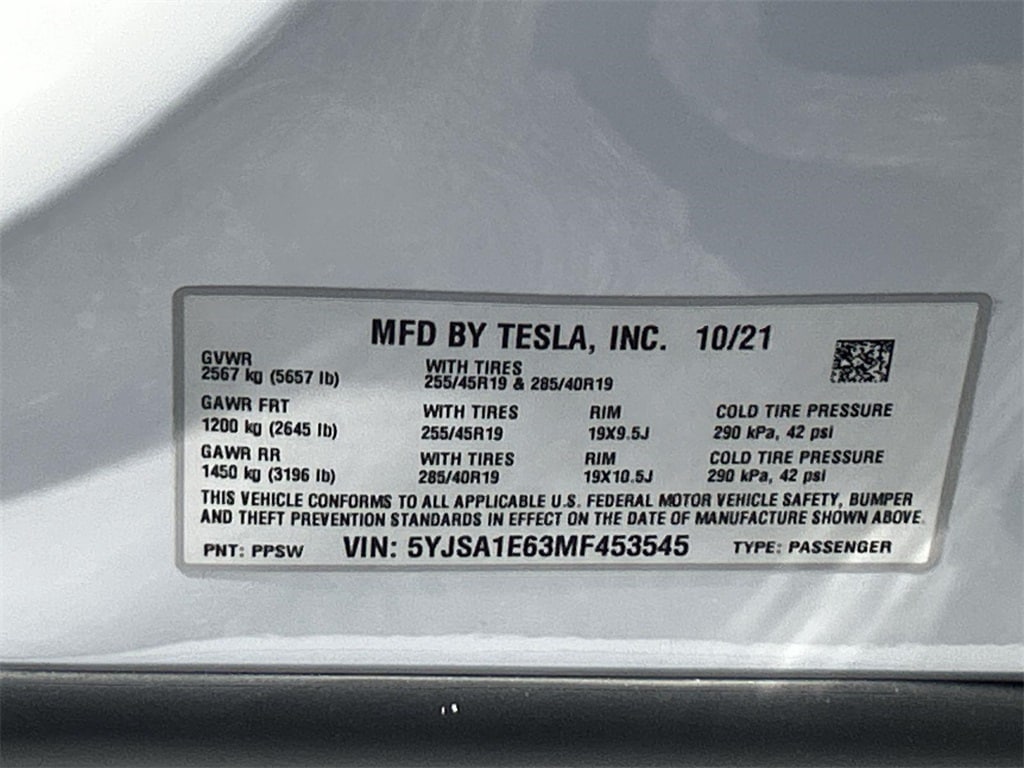 MFD BY TESLA, INC. 10/21
GVWR
2567 kg (5657 lb)
WITH TIRES
255/45R19 & 285/40R19
GAWR FRT WITH TIRES RIM COLD TIRE PRESSURE
1200 kg (2645 lb) 255/45R19 19X9.5J 290 kPa, 42 psi
GAWR RR WITH TIRES RIM COLD TIRE PRESSURE
1450 kg (3196 lb) 285/40R19 19X10.5J 290 kPa, 42 psi
THIS VEHICLE CONFORMS TO ALL APPLICABLE U.S. FEDERAL MOTOR VEHICLE SAFETY, BUMPER
AND THEFT PREVENTION STANDARDS IN EFFECT ON THE DATE OF MANUFACTURE SHOWN ABOVE.
PNT: PPSW VIN: 5YJSA1E63MF453545 TYPE: PASSENGER